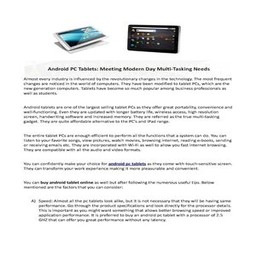 Android PC Tablets: Meeting Modern Day Multi-Tasking Needs
Almost every industry is influenced by the revolutionary changes in the technology. The most frequent
changes are noticed in the world of computers. They have been modified to tablet PCs, which are the
new generation computers. Tablets have become so much popular among business professionals as
well as students.
Android tablets are one of the largest selling tablet PCs as they offer great portability, convenience and
well-functioning. Even they are updated with longer battery life, wireless access, high resolution
screen, handwriting software and increased memory. They are referred as the true multi-tasking
gadget. They are quite affordable alternative to the PC's and iPad range.
The entire tablet PCs are enough efficient to perform all the functions that a system can do. You can
listen to your favorite songs, view pictures, watch movies, browsing internet, reading e-books, sending
or receiving emails etc. They are incorporated with Wi-Fi as well to show you fast internet browsing.
They are compatible with all the audio and video formats.
You can confidently make your choice for android pc tablets as they come with touch-sensitive screen.
They can transform your work experience making it more pleasurable and convenient.
You can buy android tablet online as well but after following the numerous useful tips. Below
mentioned are the factors that you can consider:
A) Speed: Almost all the pc tablets look alike, but it is not necessary that they will be having same
performance. Go through the product specifications and look directly for the processor details.
This is important as you might want something that allows better browsing speed or improved
application performance. It is preferred to buy an android pc tablet with a processor of 1.5
GHZ that can offer you great performance without any latency.